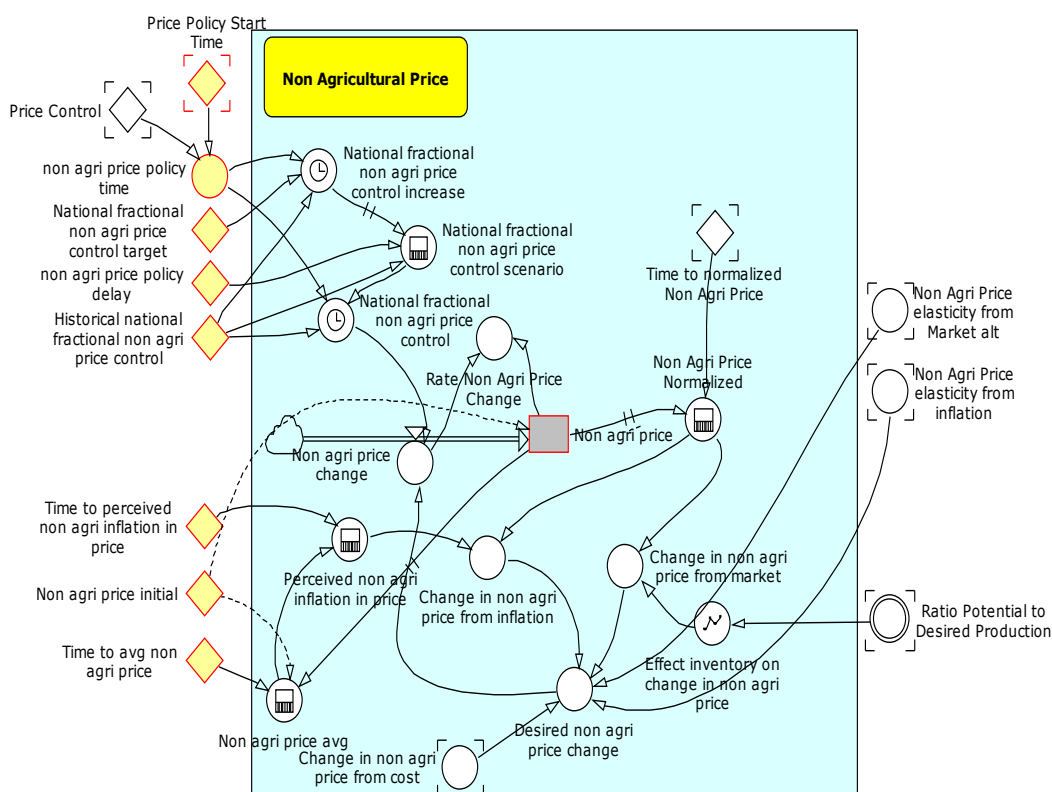 Price Policy Start
Time
Non Agricultural Price
Price Control
non agri price policy
time
National fractional
non agri price
control increase
National fractional
non agri price
control target
National fractional
non agri price
control scenario
non agri price policy
delay
Time to normalized
Non Agri Price
Historical national
fractional non agri
price control
National fractional
non agri price
control
Non Agri Price
elasticity from
Market alt
Rate Non Agri Price
Change
Non Agri Price
Normalized
Non Agri Price
elasticity from
inflation
Non agri price
change
Non agri price
Time to perceived
non agri inflation in
price
Perceived non agri
inflation in price
Change in non agri
price from inflation
Change in non agri
price from market
Non agri price initial
Ratio Potential to
Desired Production
Time to avg non
agri price
Effect inventory on
change in non agri
price
Non agri price avg
Desired non agri
price change
Change in non agri
price from cost